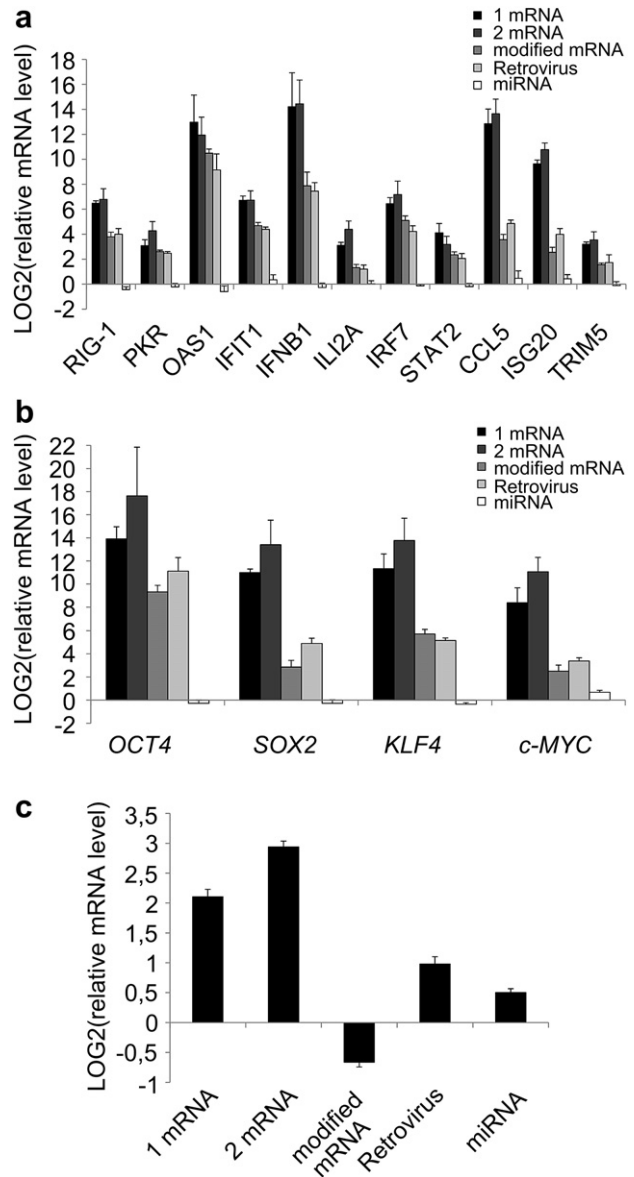 a
1 mRNA
2 mRNA
modified mRNA
Retrovirus
miRNA
LOG2(relative mRNA level)
18
16
14
12
10
8
6
4
2
0
-2
RIG-1
PKR
OAS1
IFIT1
IFNB1
ILI2A
IRF7
STAT2
CCL5
ISG20
TRIM5
b
1 mRNA
2 mRNA
modified mRNA
Retrovirus
miRNA
LOG2(relative mRNA level)
22
20
18
16
14
12
10
8
6
4
2
0
-2
OCT4
SOX2
KLF4
c-MYC
c
LOG2(relative mRNA level)
3,5
3
2,5
2
1
0,5
0
-0,5
-1
1 mRNA
2 mRNA
modified
mRNA
Retrovirus
miRNA